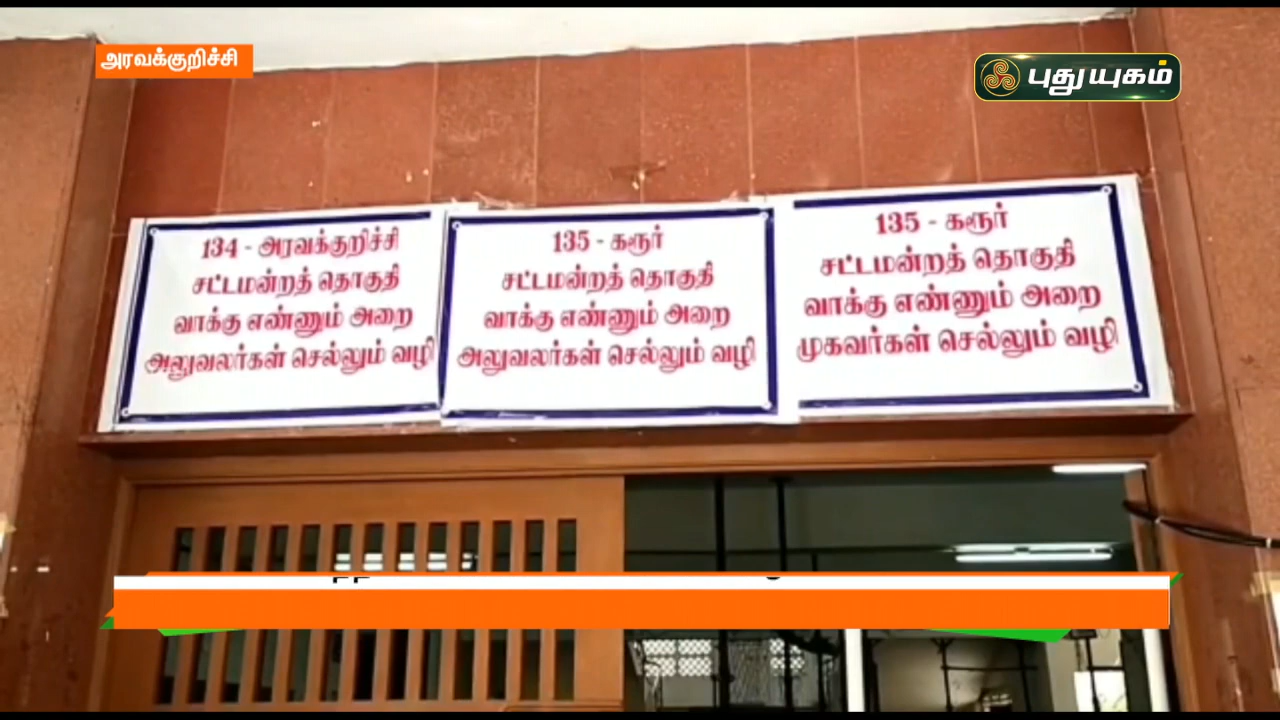 அரவக்குறிச்சி
புதுயுகம்
134 - அரவக்குறிச்சி
சட்டமன்றத் தொகுதி
வாக்கு எண்ணும் அறை
அலுவலர்கள் செல்லும் வழி
135 - கரூர்
சட்டமன்றத் தொகுதி
வாக்கு எண்ணும் அறை
அலுவலர்கள் செல்லும் வழி
135 - கரூர்
சட்டமன்றத் தொகுதி
வாக்கு எண்ணும் அறை
முகவர்கள் செல்லும் வழி